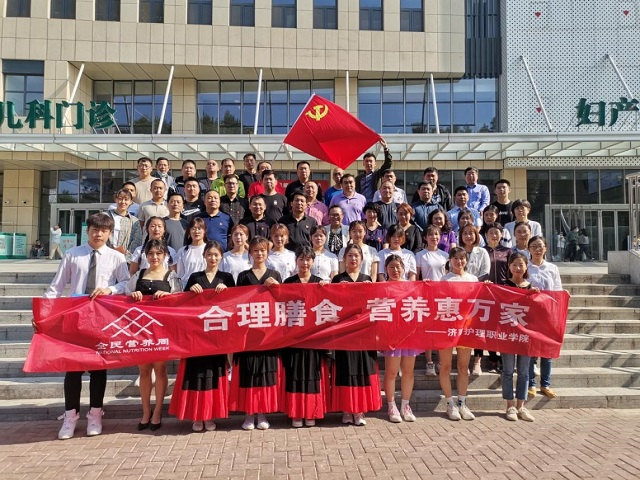 儿科门诊
妇产
全民营养周
NATIONAL NUTRITION WEEK
合理膳食 营养惠万家
——济南护理职业学院